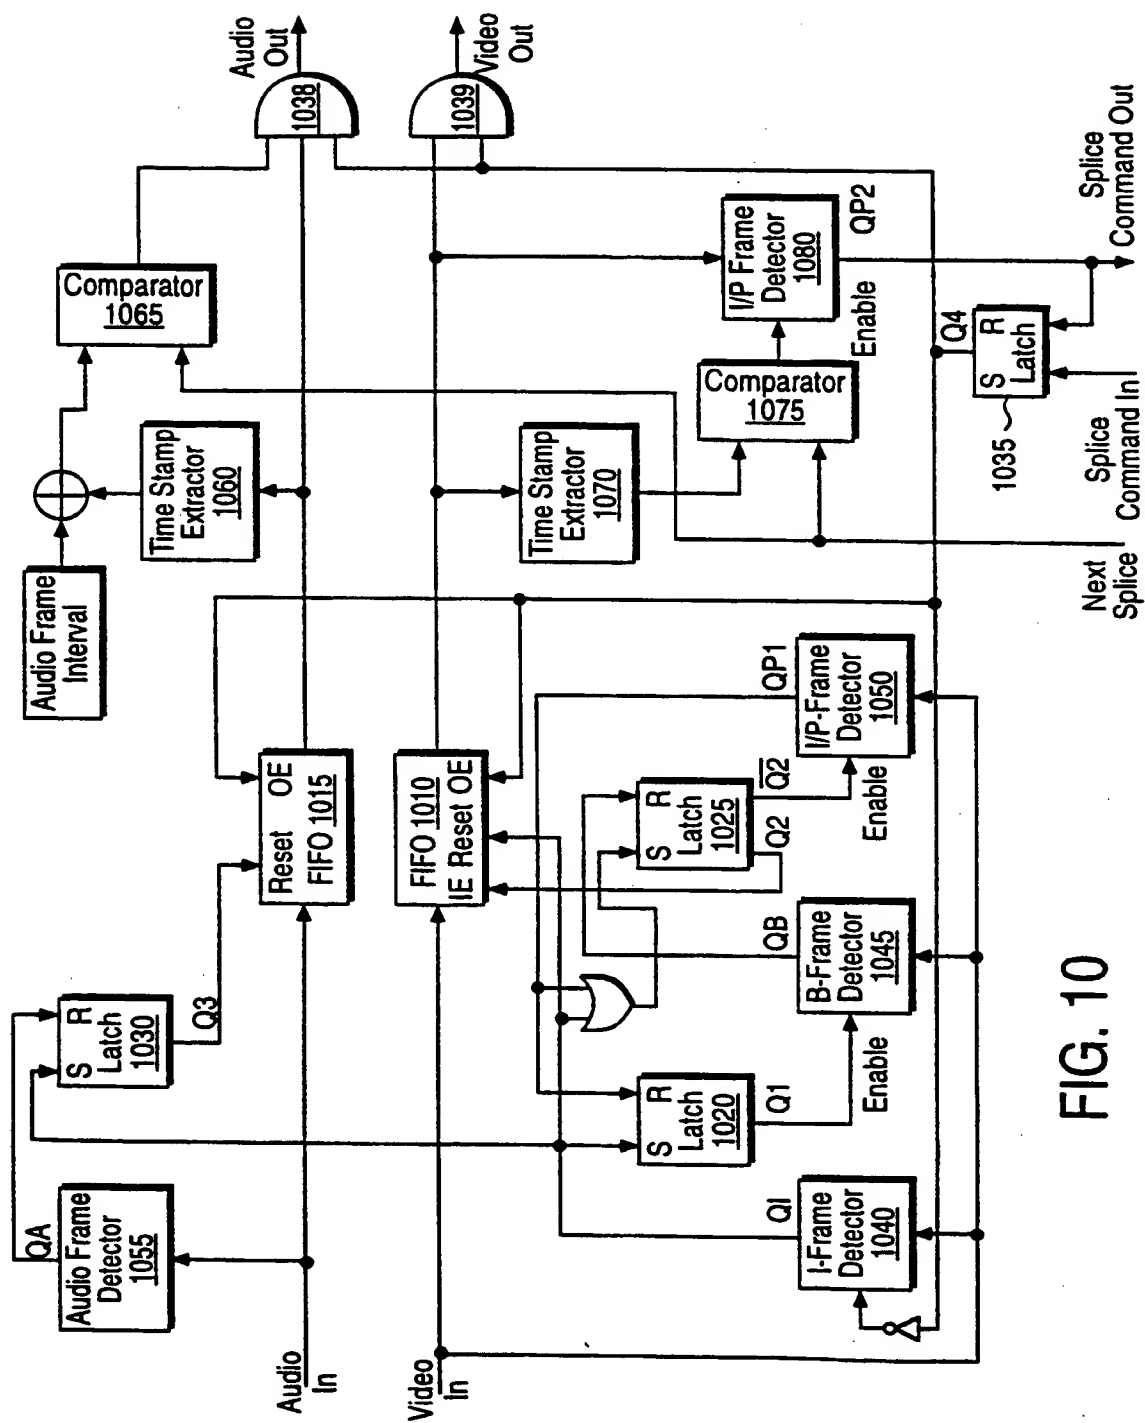 Audio
In
Video
In
QA
Audio Frame
Detector
1055
S R
Latch
1030
Q3
Reset OE
FIFO 1015
FIFO 1010
IE Reset OE
Audio Frame
Interval
Time Stamp
Extractor
1060
Comparator
1065
1038
Audio
Out
1039
Video
Out
Time Stamp
Extractor
1070
Comparator
1075
Enable
I/P Frame
Detector
1080
QP2
QI
I-Frame
Detector
1040
S R
Latch
1020
Q1
Enable
QB
B-Frame
Detector
1045
S R
Latch
1025
Q2
Q̅2̅
Enable
QP1
I/P-Frame
Detector
1050
Q4
S R
Latch
1035
Next
Splice
Splice
Command In
Splice
Command Out
FIG. 10